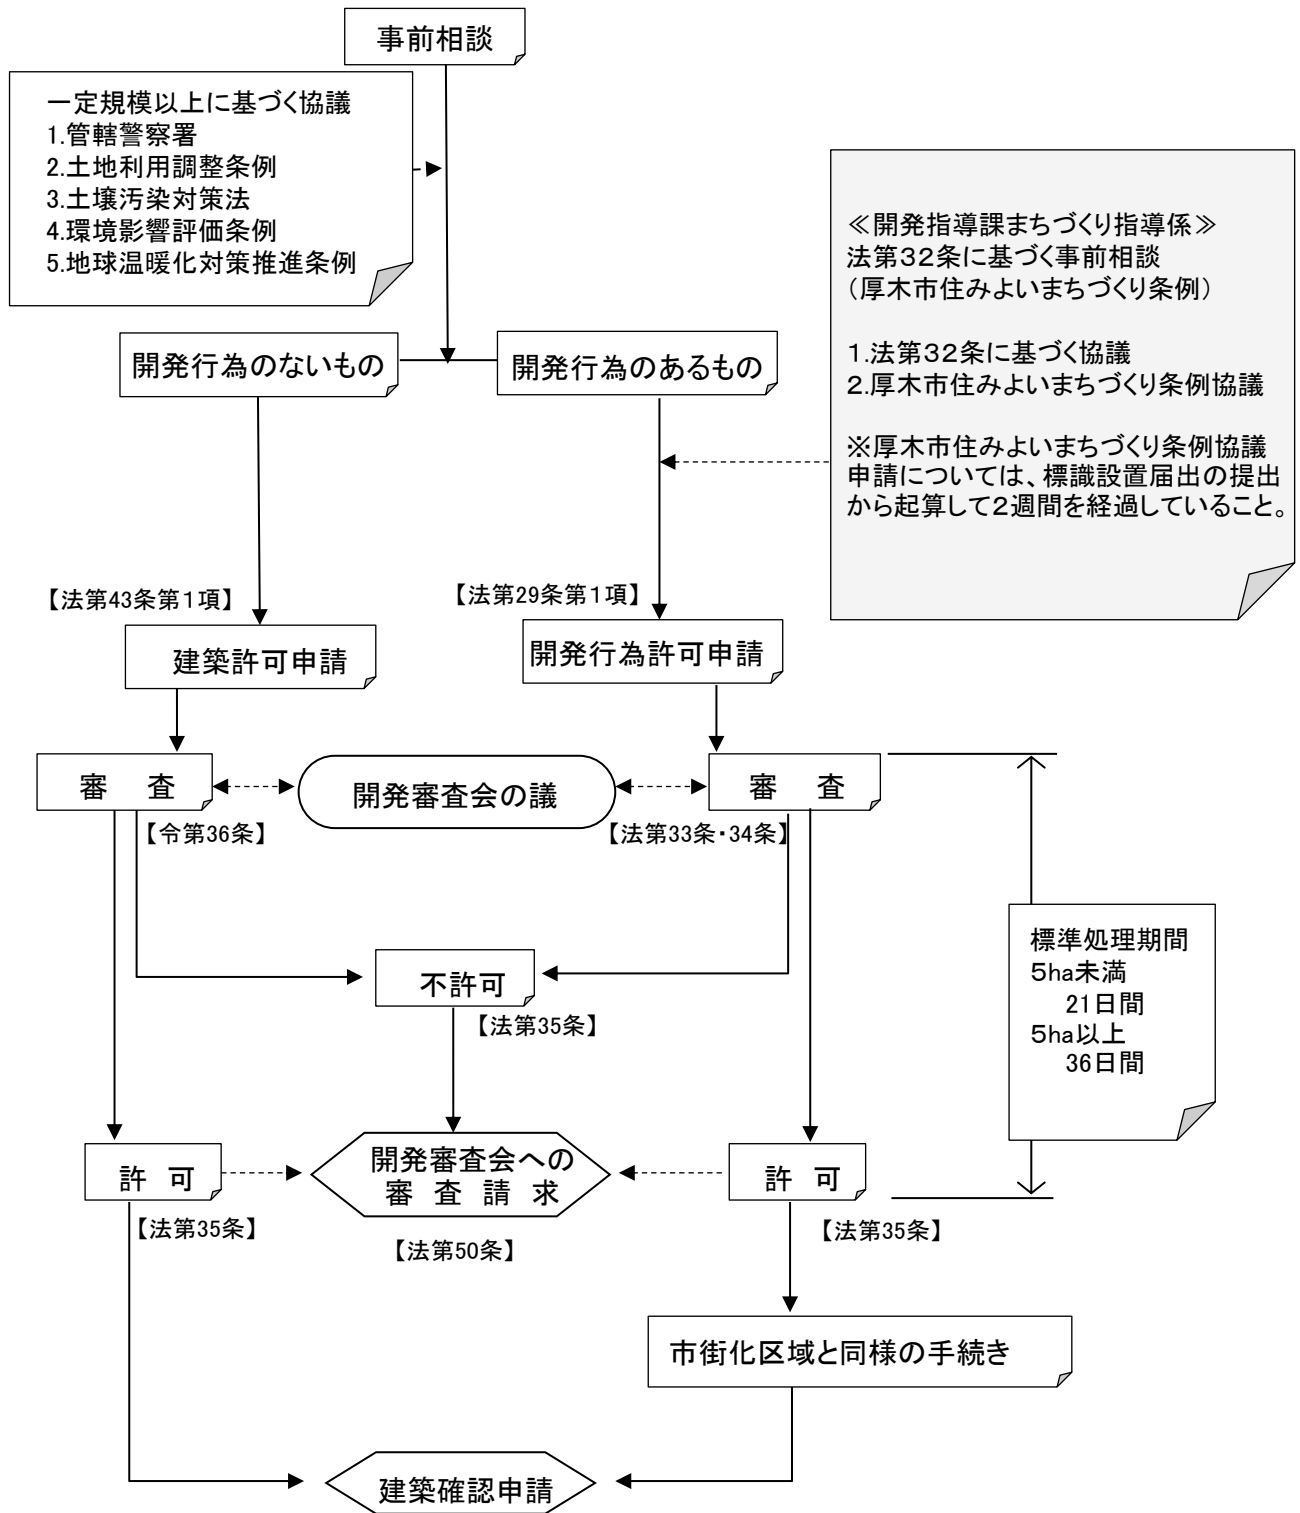 事前相談
一定規模以上に基づく協議
1.管轄警察署
2.土地利用調整条例
3.土壌汚染対策法
4.環境影響評価条例
5.地球温暖化対策推進条例
≪開発指導課まちづくり指導係≫
法第32条に基づく事前相談
(厚木市住みよいまちづくり条例)
1.法第32条に基づく協議
2.厚木市住みよいまちづくり条例協議
※厚木市住みよいまちづくり条例協議
申請については、標識設置届出の提出
から起算して2週間を経過していること。
開発行為のないもの
開発行為のあるもの
【法第43条第1項】
【法第29条第1項】
建築許可申請
開発行為許可申請
審 査
開発審査会の議
審 査
【令第36条】
【法第33条・34条】
標準処理期間
5ha未満
21日間
5ha以上
36日間
不許可
【法第35条】
許 可
開発審査会への
審 査 請 求
許 可
【法第35条】
【法第50条】
【法第35条】
市街化区域と同様の手続き
建築確認申請